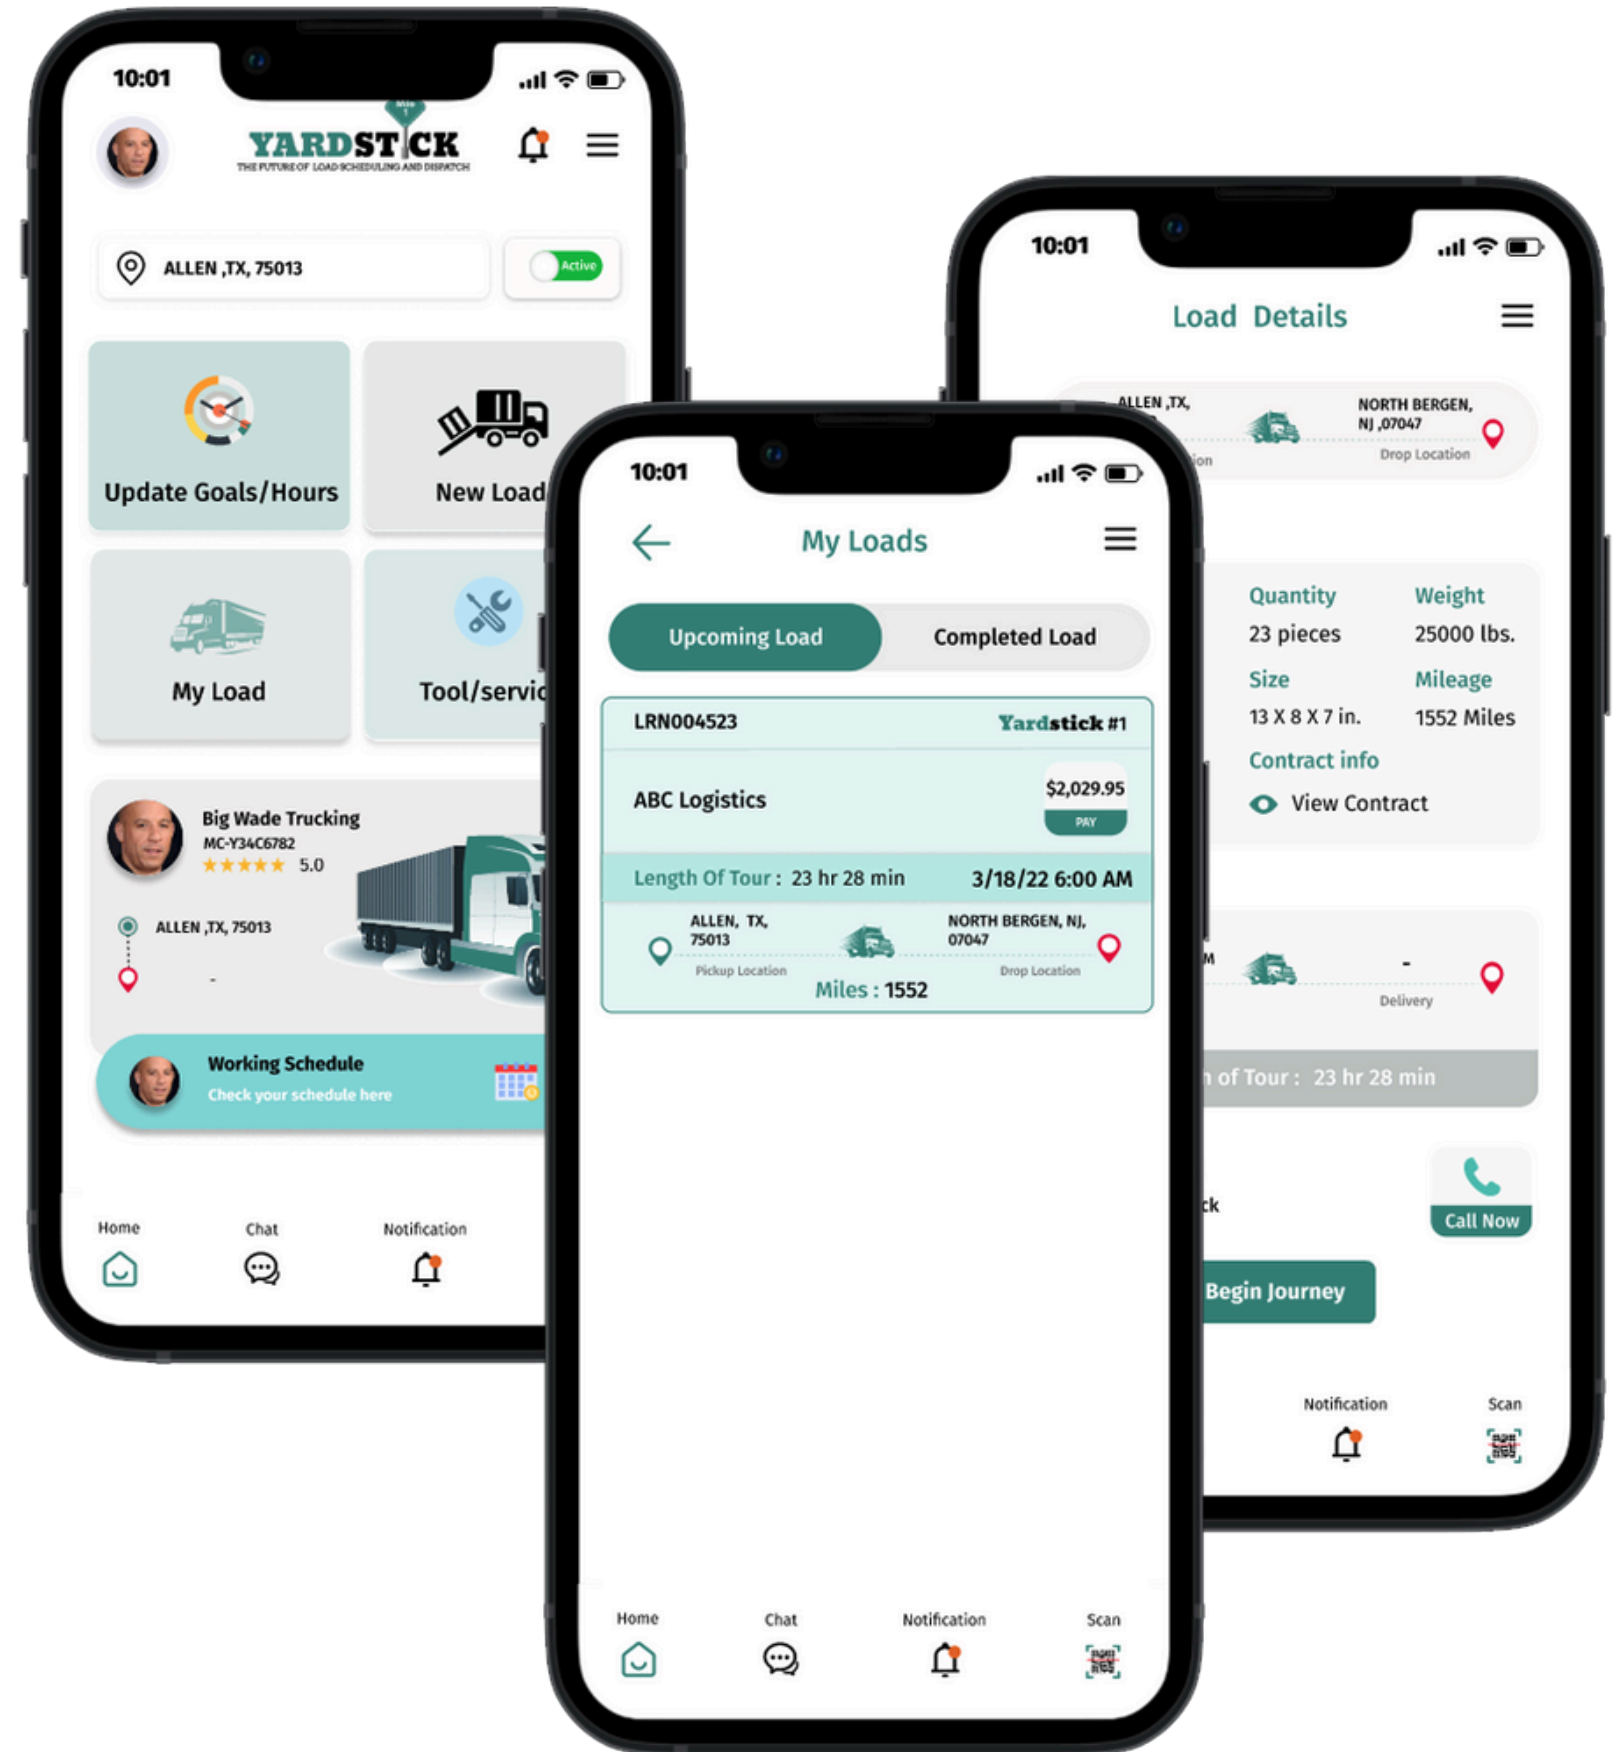 10:01
Mile
1
YARDSTICK
THE FUTURE OF LOAD SCHEDULING AND DISPATCH
ALLEN ,TX, 75013
Active
Update Goals/Hours
New Load
My Load
Tool/servic
Big Wade Trucking
MC-Y34C6782
5.0
ALLEN ,TX, 75013
-
Working Schedule
Check your schedule here
Home
Chat
Notification
10:01
My Loads
Upcoming Load
Completed Load
LRN004523
Yardstick #1
ABC Logistics
$2,029.95
PAY
Length Of Tour : 23 hr 28 min
3/18/22 6:00 AM
ALLEN, TX,
75013
Pickup Location
NORTH BERGEN, NJ,
07047
Drop Location
Miles : 1552
Home
Chat
Notification
Scan
10:01
Load Details
ALLEN ,TX,
ion
NORTH BERGEN,
NJ ,07047
Drop Location
Quantity
Weight
23 pieces
25000 lbs.
Size
Mileage
13 X 8 X 7 in.
1552 Miles
Contract info
View Contract
M
-
Delivery
of Tour : 23 hr 28 min
ck
Call Now
Begin Journey
Notification
Scan